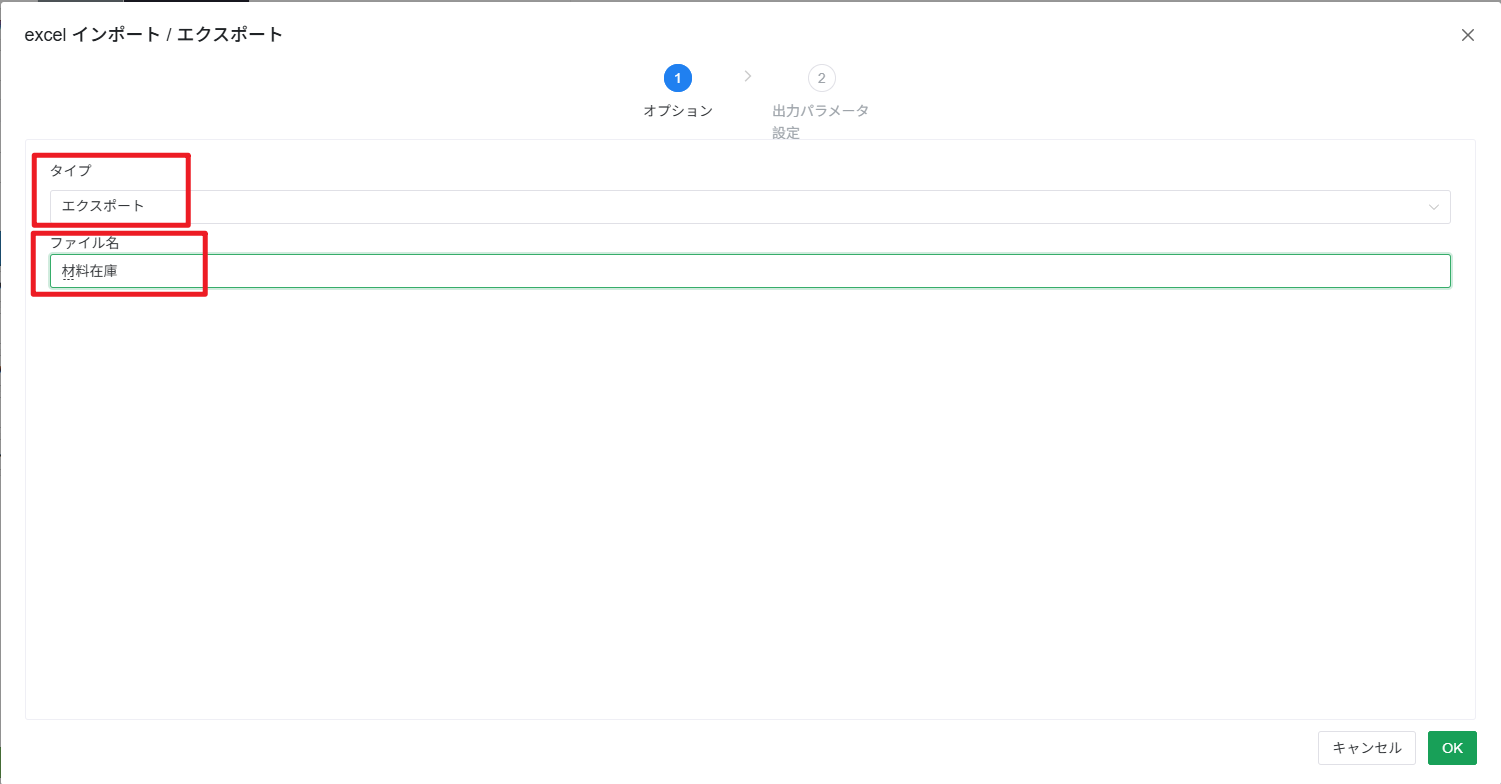 excel インポート / エクスポート
1
2
オプション
出力パラメータ
設定
タイプ
エクスポート
ファイル名
材料在庫
キャンセル
OK